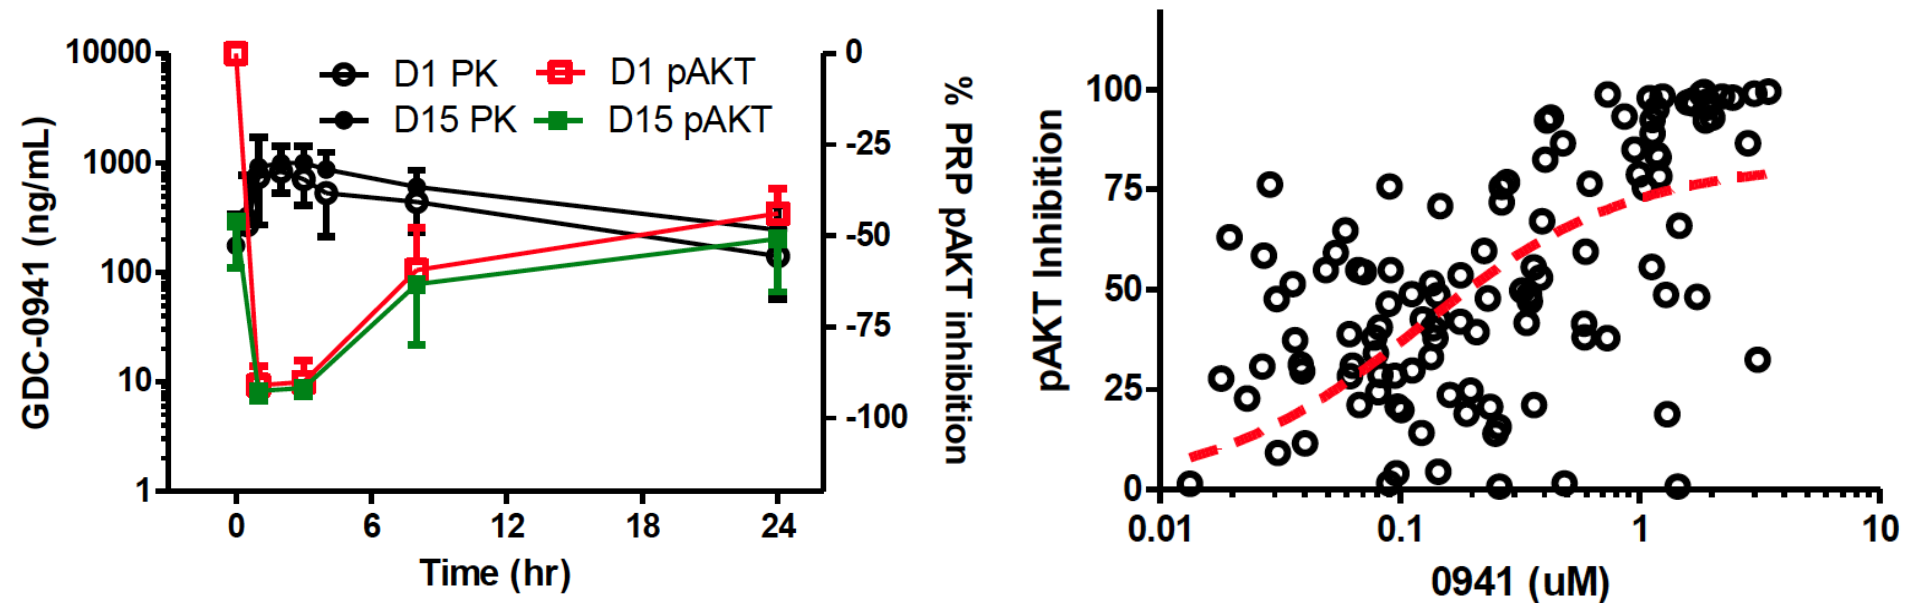 10000
1000
100
10
1
GDC-0941 (ng/mL)
D1 PK
D1 pAKT
D15 PK
D15 pAKT
0
-25
-50
-75
-100
% PRP pAKT inhibition
0 6 12 18 24
Time (hr)
100
75
50
25
0
pAKT Inhibition
0.01 0.1 1 10
0941 (uM)